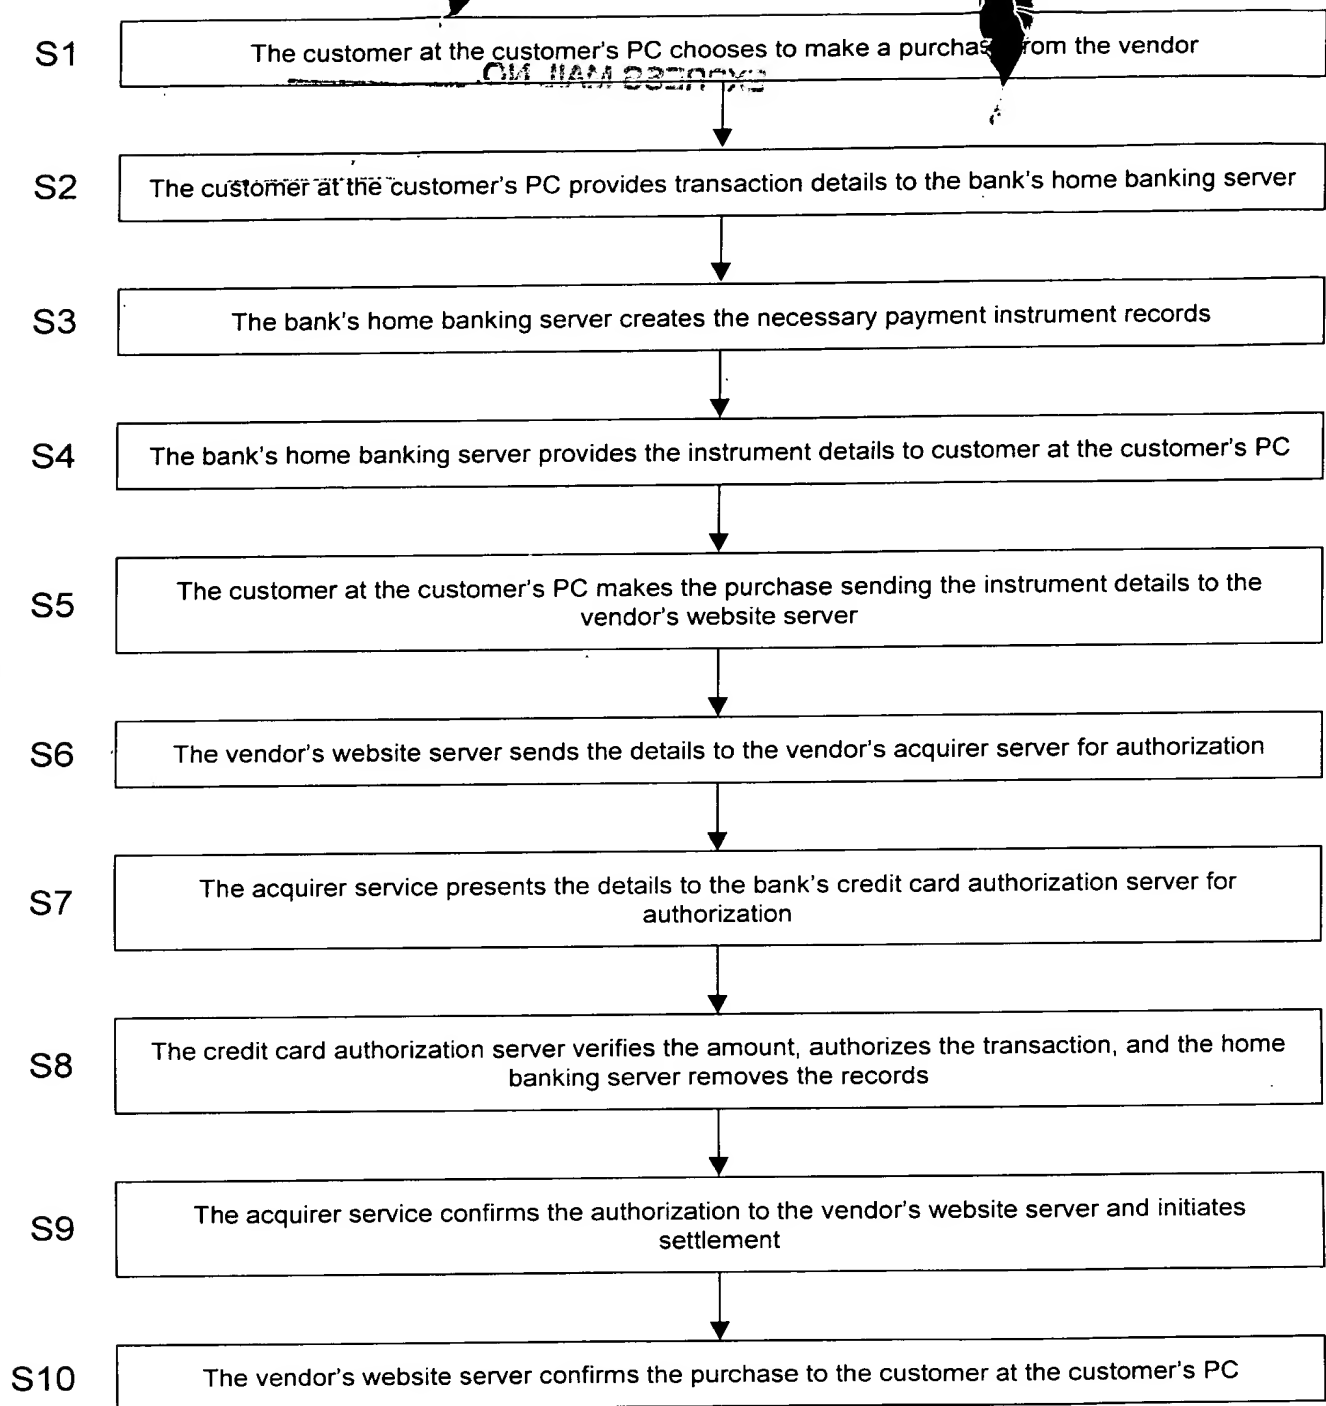 S1
The customer at the customer's PC chooses to make a purchas from the vendor
EXPRESS MAIL NO.
S2
The customer at the customer's PC provides transaction details to the bank's home banking server
S3
The bank's home banking server creates the necessary payment instrument records
S4
The bank's home banking server provides the instrument details to customer at the customer's PC
S5
The customer at the customer's PC makes the purchase sending the instrument details to the
vendor's website server
S6
The vendor's website server sends the details to the vendor's acquirer server for authorization
S7
The acquirer service presents the details to the bank's credit card authorization server for
authorization
S8
The credit card authorization server verifies the amount, authorizes the transaction, and the home
banking server removes the records
S9
The acquirer service confirms the authorization to the vendor's website server and initiates
settlement
S10
The vendor's website server confirms the purchase to the customer at the customer's PC